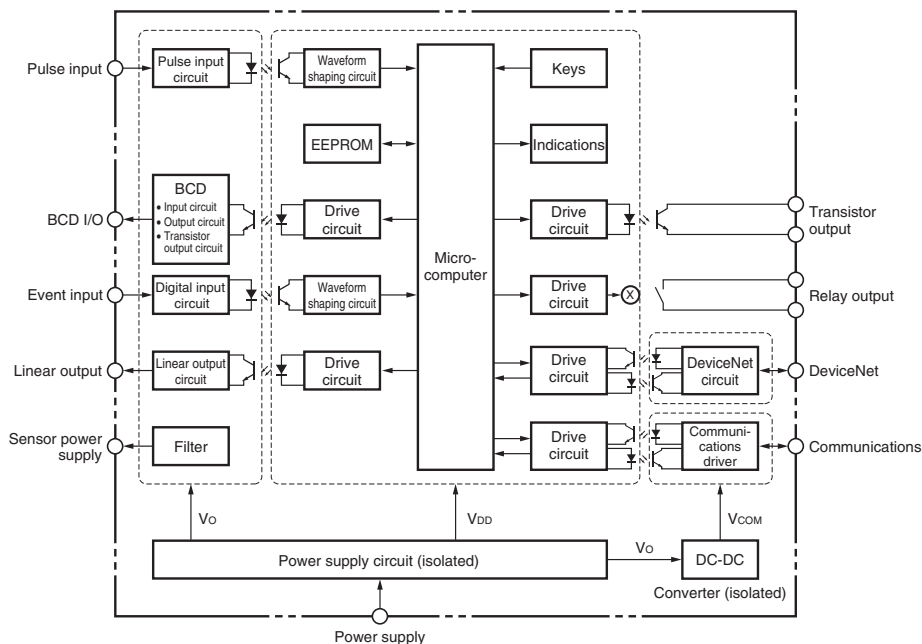 Pulse input
Pulse input
circuit
Waveform
shaping circuit
Keys
EEPROM
Indications
BCD I/O
BCD
• Input circuit
• Output circuit
• Transistor
output circuit
Drive
circuit
Micro-
computer
Drive
circuit
Transistor
output
Event input
Digital input
circuit
Waveform
shaping circuit
Drive
circuit
X
Relay output
Linear output
Linear output
circuit
Drive
circuit
Drive
circuit
DeviceNet
circuit
DeviceNet
Sensor power
supply
Filter
Drive
circuit
Communi-
cations
driver
Communications
VO
VDD
VCOM
Power supply circuit (isolated)
VO
DC-DC
Converter (isolated)
Power supply